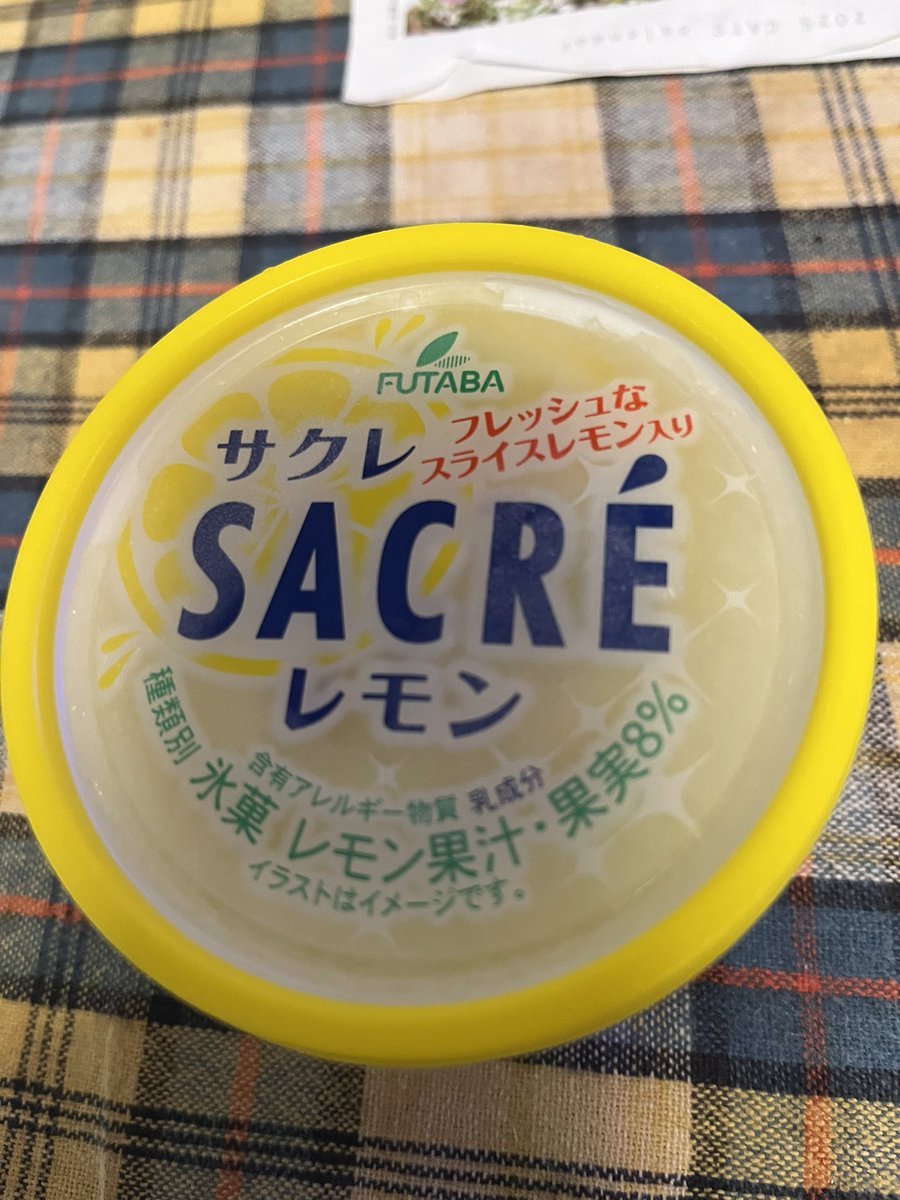 2025 CATS calendar
FUTABA
サクレ
フレッシュな
スライスレモン入り
SACRÉ
レモン
種類別 氷菓 レモン果汁・果実8%
含有アレルギー物質 乳成分
イラストはイメージです。